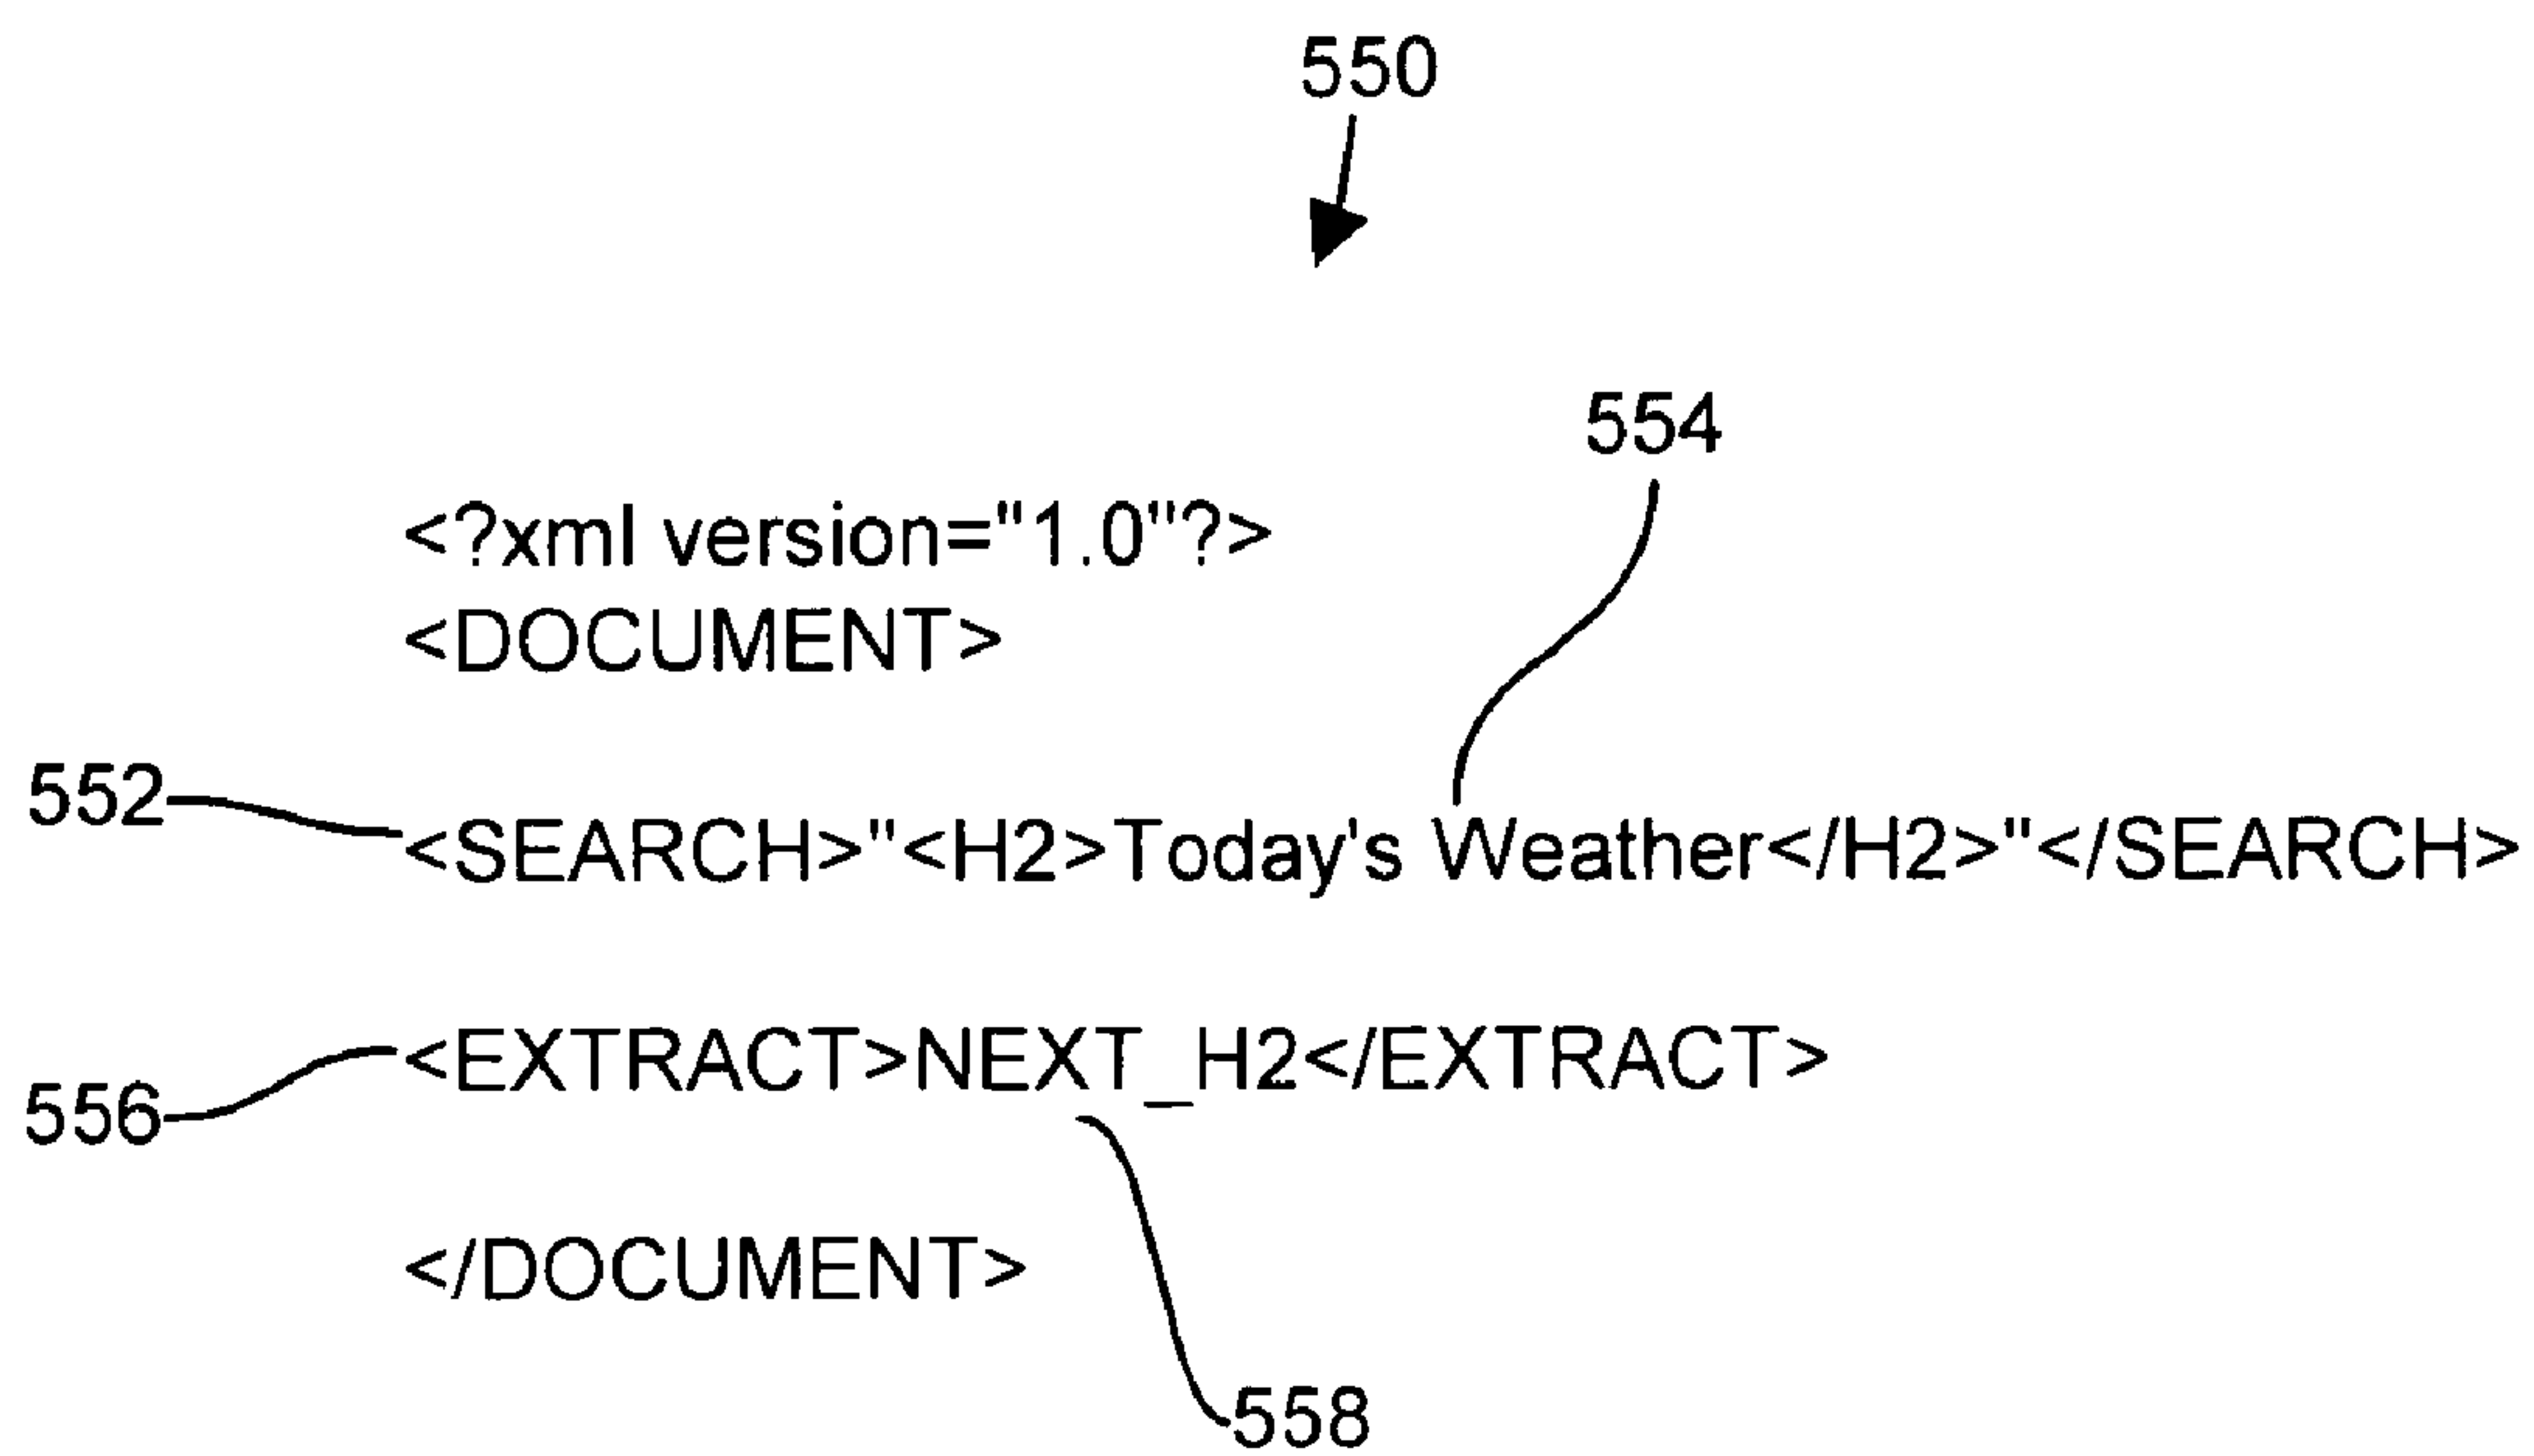 550
554
<?xml version="1.0"?>
<DOCUMENT>
552
<SEARCH>"<H2>Today's Weather</H2>"</SEARCH>
<EXTRACT>NEXT_H2</EXTRACT>
556
</DOCUMENT>
558